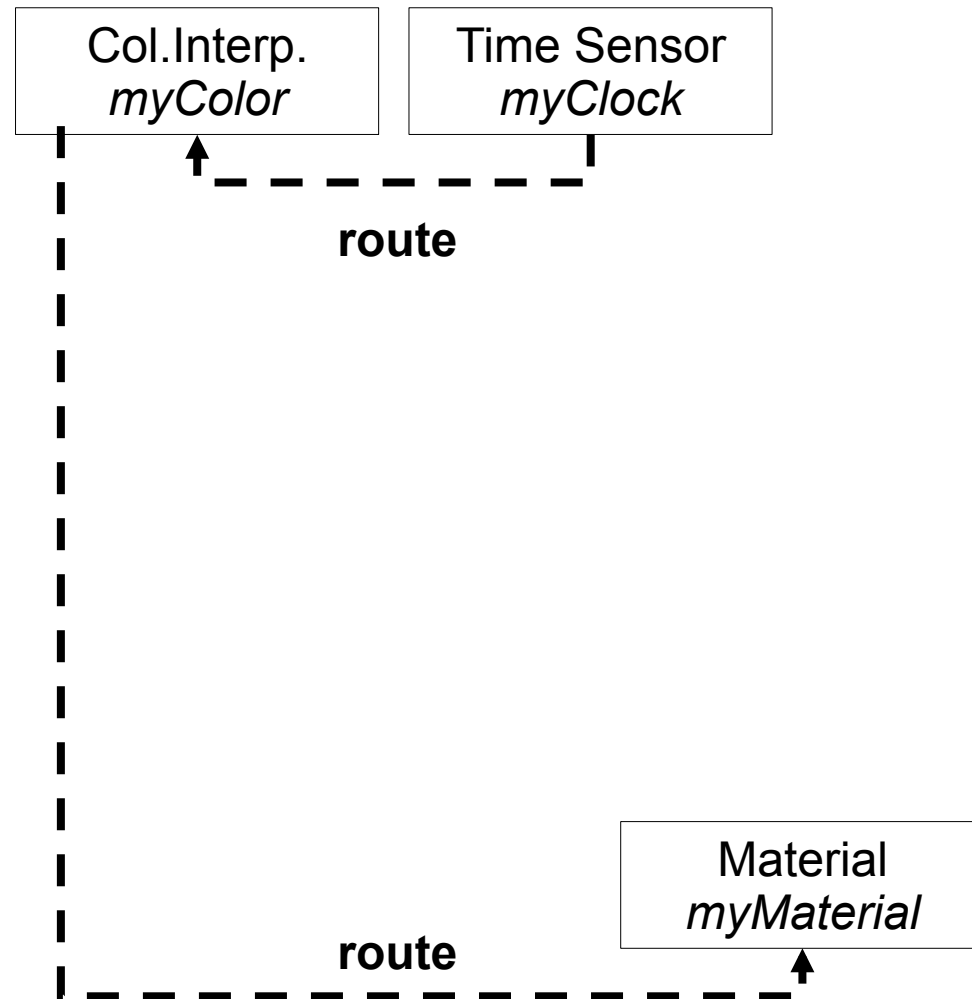 Col.Interp.
myColor
Time Sensor
myClock
route
Material
myMaterial
route